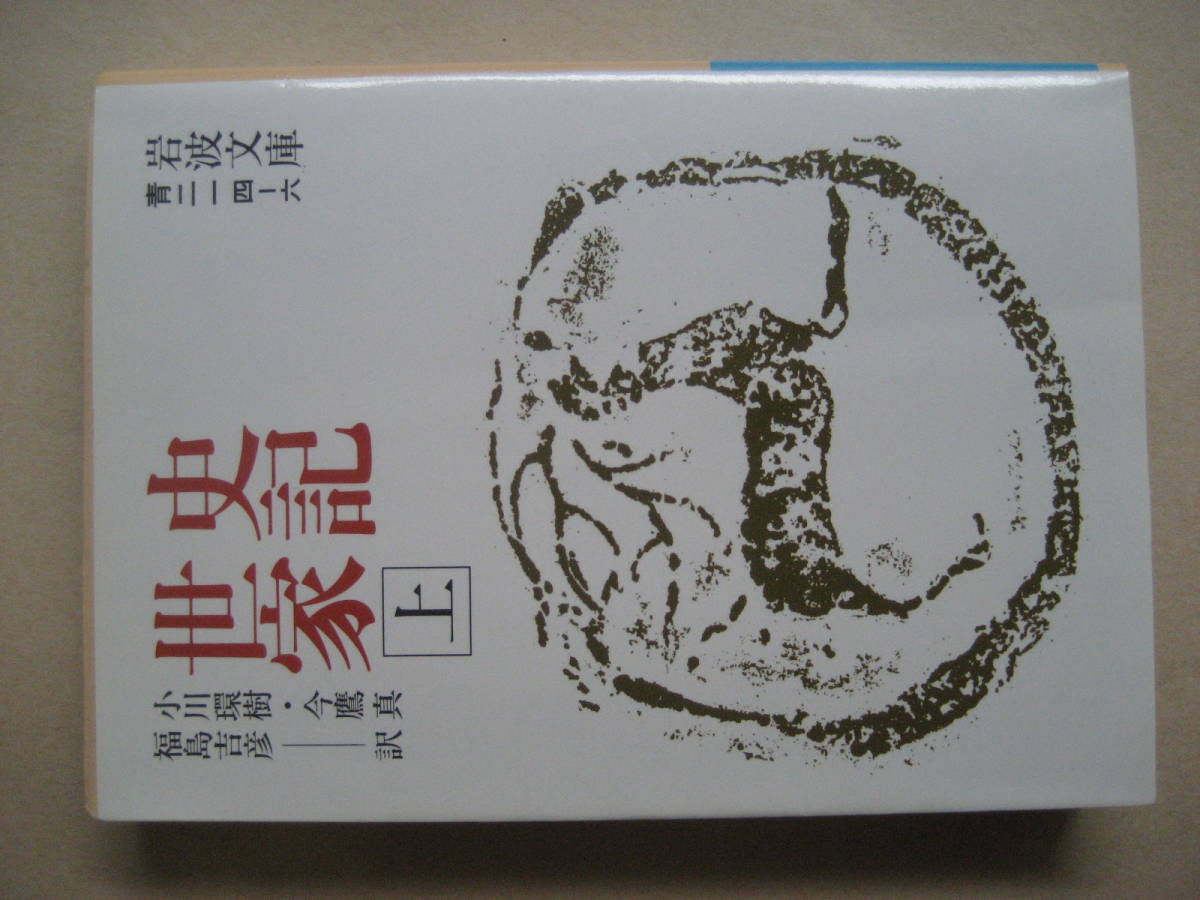 岩波文庫
青二一四-六
史記
世家
上
小川環樹・今鷹 真
福島吉彦――訳